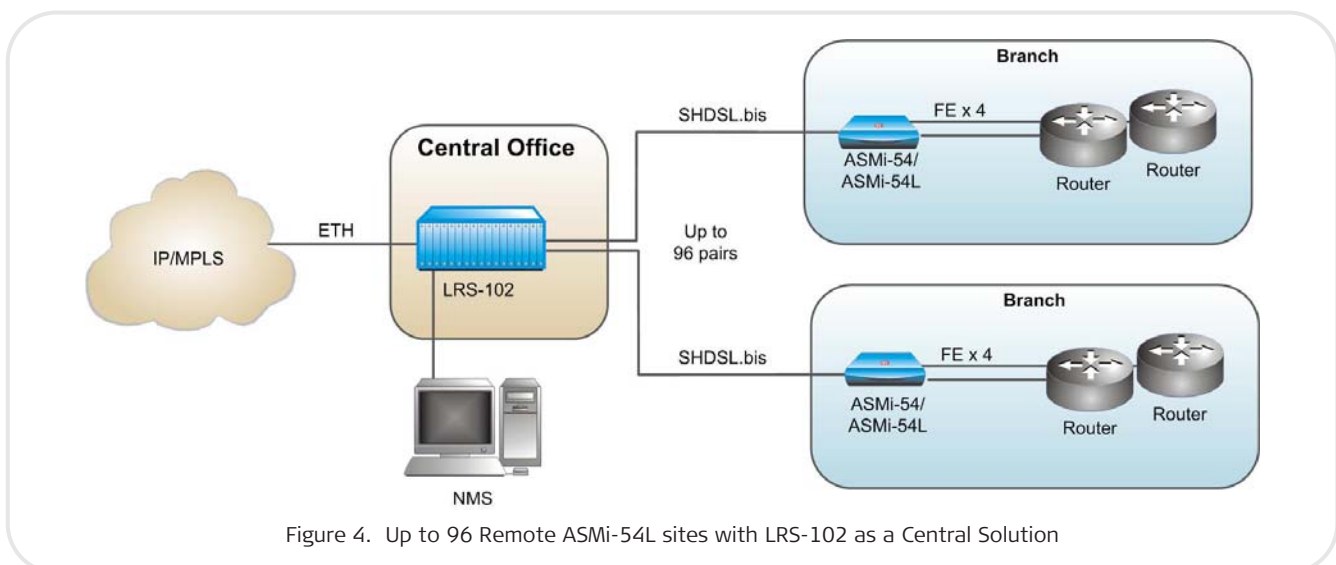 Branch
SHDSL.bis
FE x 4
ASMi-54/
ASMi-54L
Router
Router
Central Office
ETH
IP/MPLS
LRS-102
Up to
96 pairs
Branch
SHDSL.bis
FE x 4
ASMi-54/
ASMi-54L
Router
Router
NMS
Figure 4. Up to 96 Remote ASMi-54L sites with LRS-102 as a Central Solution